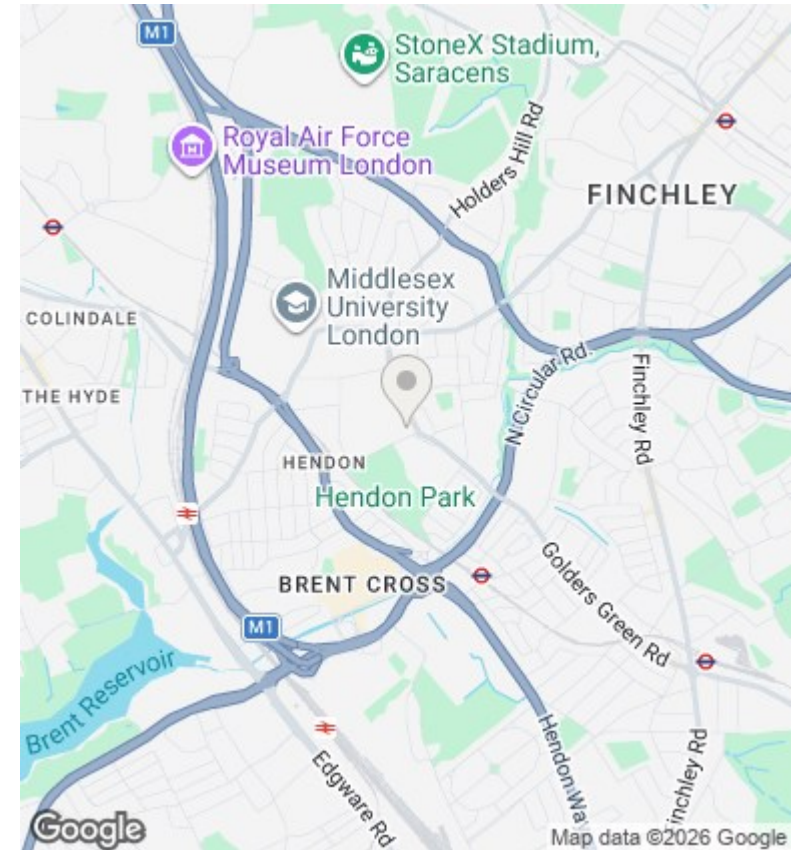 M1
StoneX Stadium,
Saracens
Royal Air Force
Museum London
Holders Hill Rd
FINCHLEY
Middlesex
University
London
COLINDALE
THE HYDE
N Circular Rd.
Finchley Rd
HENDON
Hendon Park
Golders Green Rd
BRENT CROSS
M1
Brent Reservoir
Hendon Way
Finchley Rd
Edgware Rd
Google
Map data ©2026 Google